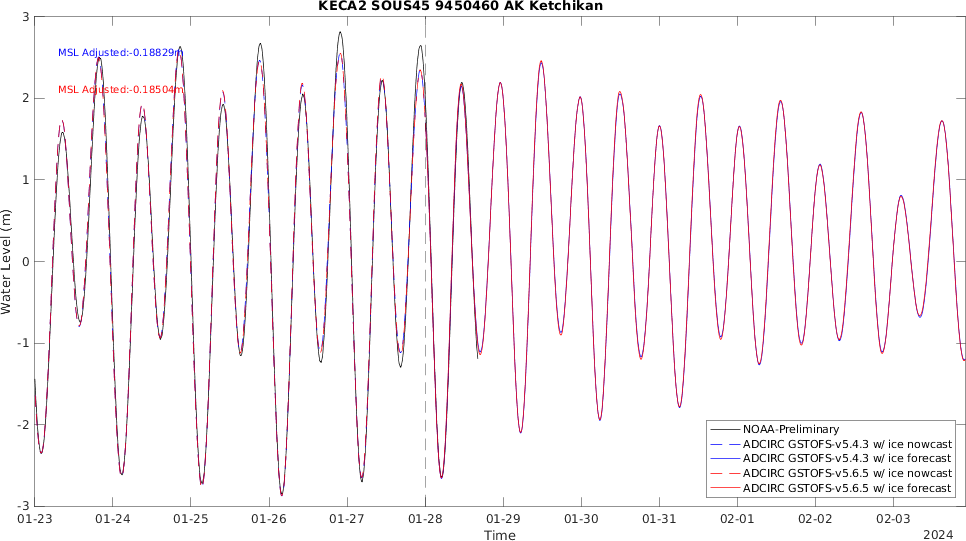 KECA2 SOUS45 9450460 AK Ketchikan
3
MSL Adjusted:-0.18829m
MSL Adjusted:-0.18504m
2
1
0
-1
-2
-3
Water Level (m)
NOAA-Preliminary
ADCIRC GSTOFS-v5.4.3 w/ ice nowcast
ADCIRC GSTOFS-v5.4.3 w/ ice forecast
ADCIRC GSTOFS-v5.6.5 w/ ice nowcast
ADCIRC GSTOFS-v5.6.5 w/ ice forecast
01-23 01-24 01-25 01-26 01-27 01-28 01-29 01-30 01-31 02-01 02-02 02-03
Time
2024